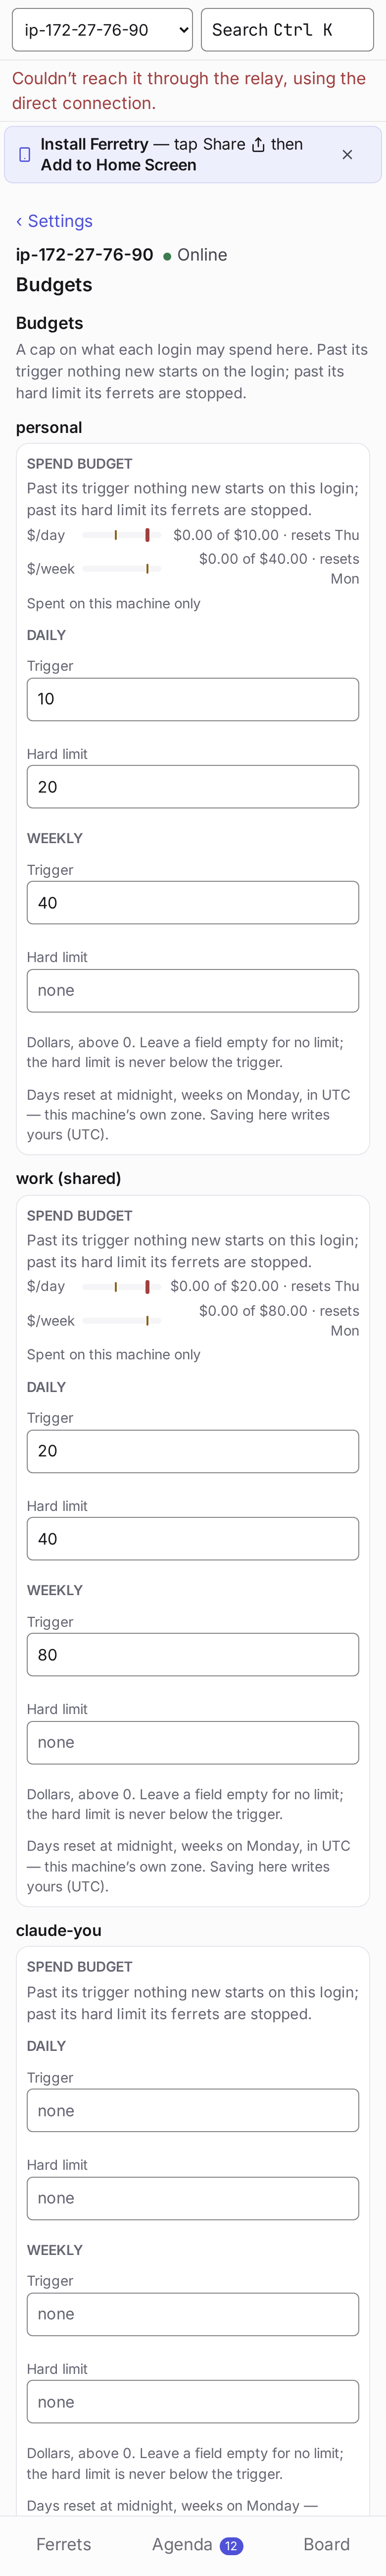 ip-172-27-76-90
Search Ctrl K
Couldn’t reach it through the relay, using the
direct connection.
Install Ferretry — tap Share then
Add to Home Screen
‹ Settings
ip-172-27-76-90 Online
Budgets
Budgets
A cap on what each login may spend here. Past its
trigger nothing new starts on the login; past its
hard limit its ferrets are stopped.
personal
SPEND BUDGET
Past its trigger nothing new starts on this login;
past its hard limit its ferrets are stopped.
$/day $0.00 of $10.00 · resets Thu
$/week $0.00 of $40.00 · resets
Mon
Spent on this machine only
DAILY
Trigger
10
Hard limit
20
WEEKLY
Trigger
40
Hard limit
none
Dollars, above 0. Leave a field empty for no limit;
the hard limit is never below the trigger.
Days reset at midnight, weeks on Monday, in UTC
— this machine’s own zone. Saving here writes
yours (UTC).
work (shared)
SPEND BUDGET
Past its trigger nothing new starts on this login;
past its hard limit its ferrets are stopped.
$/day $0.00 of $20.00 · resets Thu
$/week $0.00 of $80.00 · resets
Mon
Spent on this machine only
DAILY
Trigger
20
Hard limit
40
WEEKLY
Trigger
80
Hard limit
none
Dollars, above 0. Leave a field empty for no limit;
the hard limit is never below the trigger.
Days reset at midnight, weeks on Monday, in UTC
— this machine’s own zone. Saving here writes
yours (UTC).
claude-you
SPEND BUDGET
Past its trigger nothing new starts on this login;
past its hard limit its ferrets are stopped.
DAILY
Trigger
none
Hard limit
none
WEEKLY
Trigger
none
Hard limit
none
Dollars, above 0. Leave a field empty for no limit;
the hard limit is never below the trigger.
Days reset at midnight, weeks on Monday —
Ferrets
Agenda 12
Board